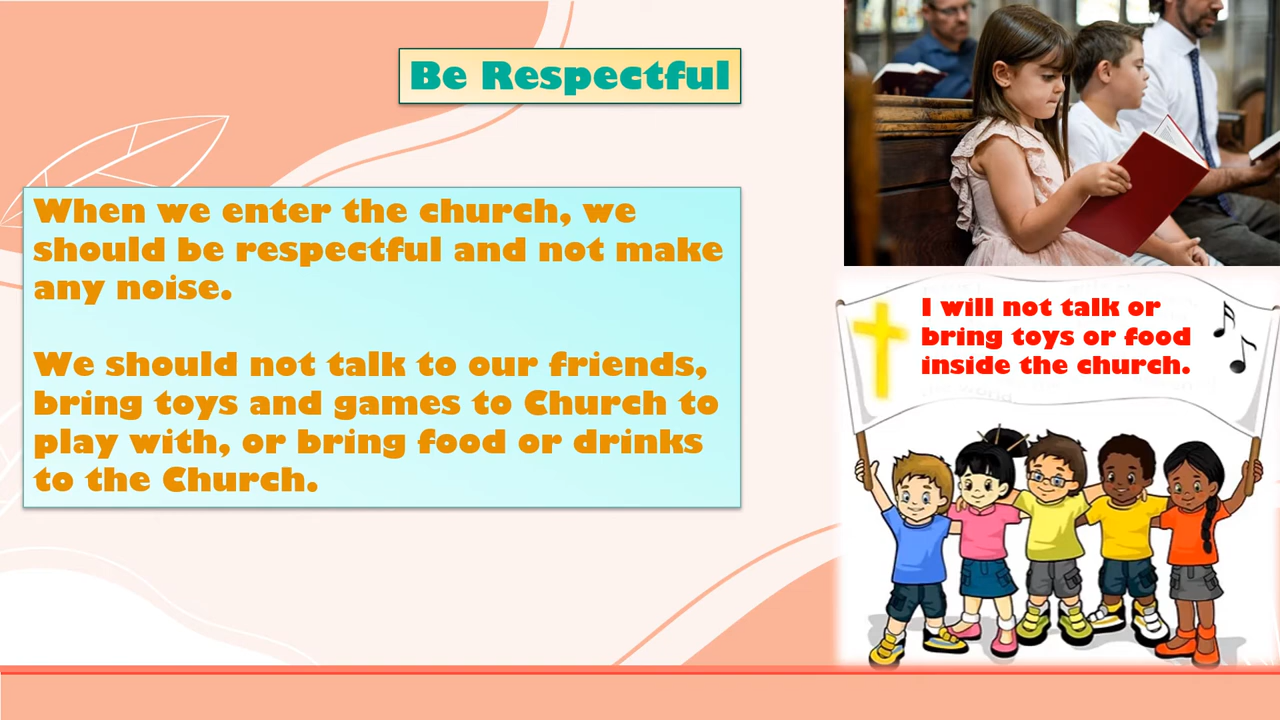 Be Respectful
When we enter the church, we
should be respectful and not make
any noise.
We should not talk to our friends,
bring toys and games to Church to
play with, or bring food or drinks
to the Church.
I will not talk or
bring toys or food
inside the church.